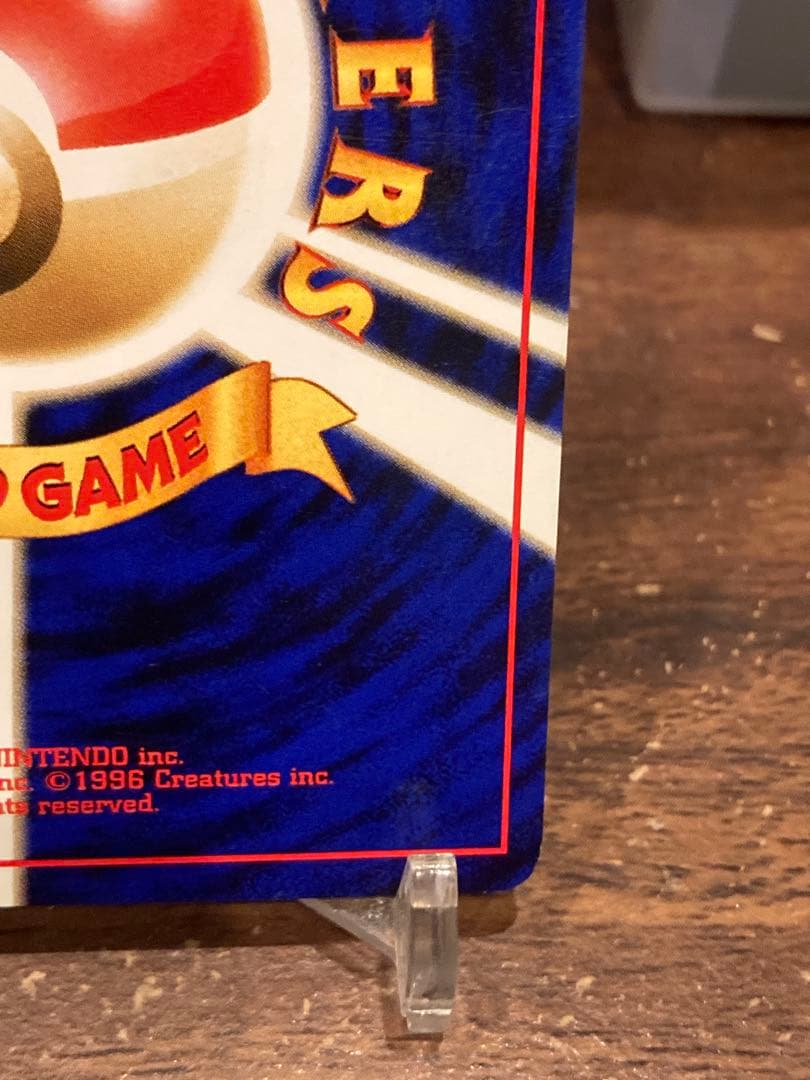 ERS
GAME
NINTENDO inc.
©1996 Creatures inc.
reserved.